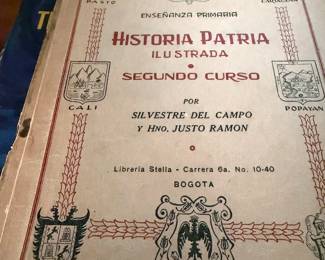 PASTO CARTAGENA
ENSEÑANZA PRIMARIA
HISTORIA PATRIA
ILUSTRADA
SEGUNDO CURSO
CALI
POPAYAN
POR
SILVESTRE DEL CAMPO
Y HNO. JUSTO RAMON
Librería Stella - Carrera 6a. No. 10-40
BOGOTA